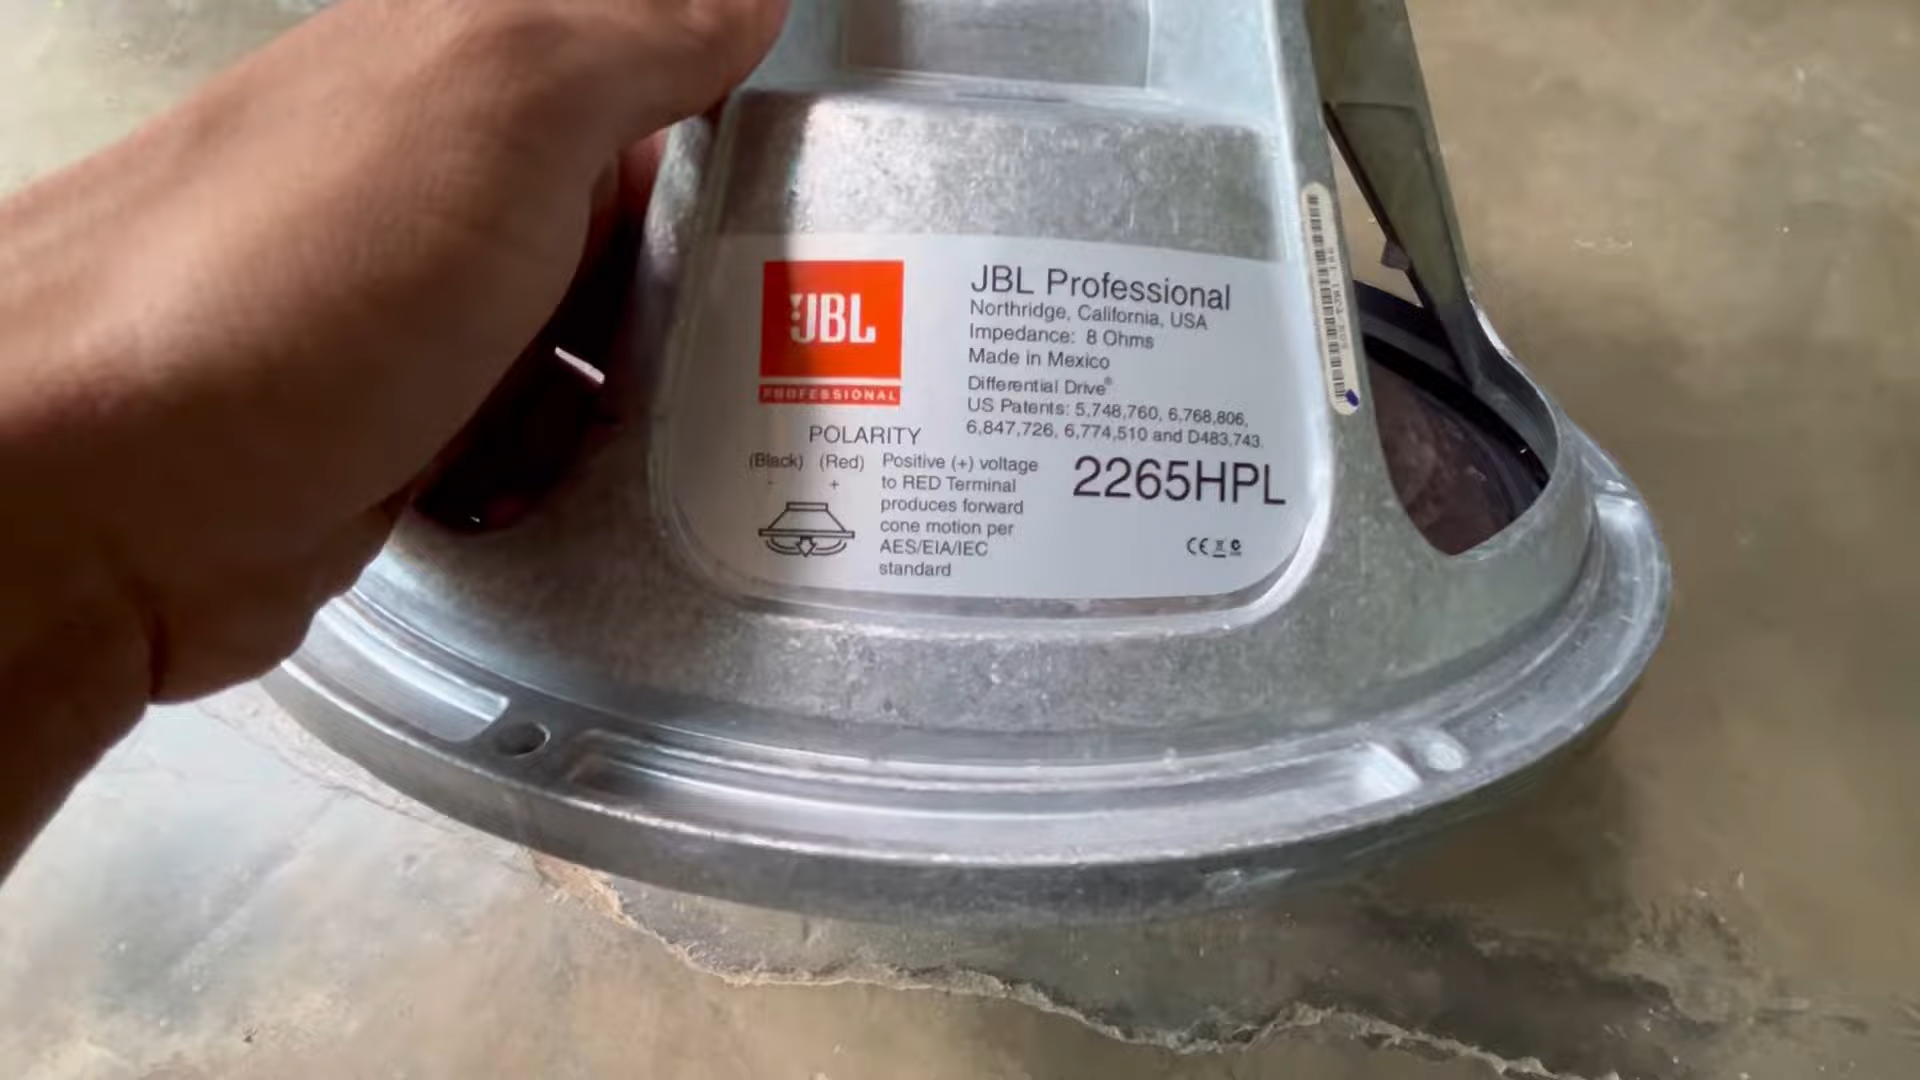 JBL
PROFESSIONAL
JBL Professional
Northridge, California, USA
Impedance: 8 Ohms
Made in Mexico
Differential Drive®
US Patents: 5,748,760, 6,768,806,
6,847,726, 6,774,510 and D483,743.
POLARITY
(Black) (Red)
- +
Positive (+) voltage
to RED Terminal
produces forward
cone motion per
AES/EIA/IEC
standard
2265HPL
CE